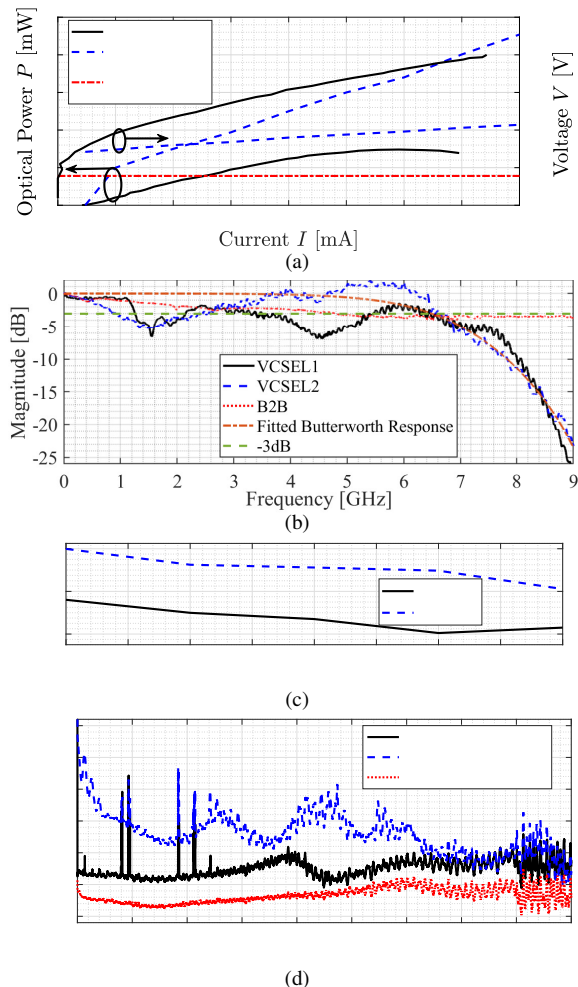 Optical Power P [mW]
Voltage V [V]
Current I [mA]
(a)
Magnitude [dB]
0
-5
-10
-15
-20
-25
VCSEL1
VCSEL2
B2B
Fitted Butterworth Response
-3dB
0 1 2 3 4 5 6 7 8 9
Frequency [GHz]
(b)
(c)
(d)